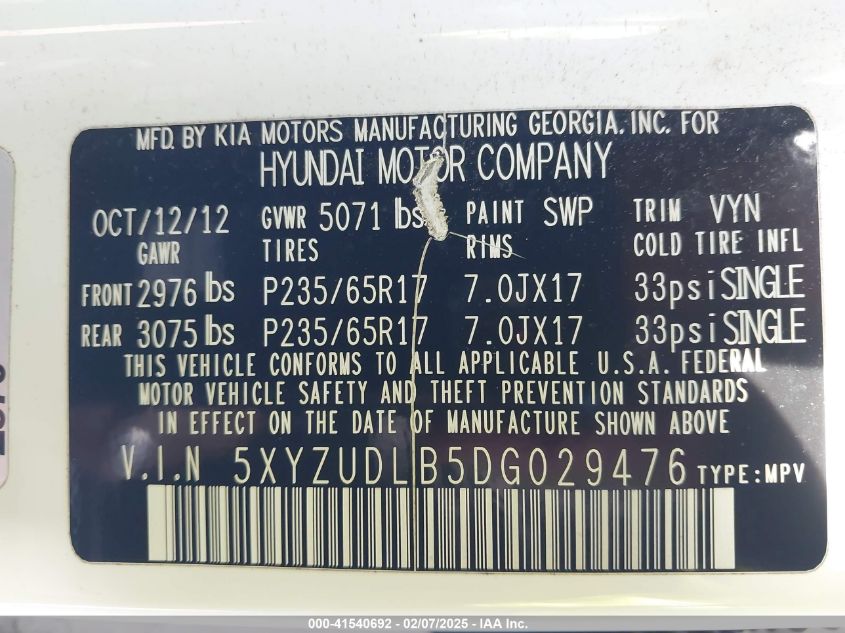 MFD. BY KIA MOTORS MANUFACTURING GEORGIA, INC. FOR
HYUNDAI MOTOR COMPANY
OCT/12/12 GVWR 5071 lbs PAINT SWP TRIM VYN
GAWR TIRES RIMS COLD TIRE INFL
FRONT 2976 lbs P235/65R17 7.0JX17 33psi SINGLE
REAR 3075 lbs P235/65R17 7.0JX17 33psi SINGLE
THIS VEHICLE CONFORMS TO ALL APPLICABLE U.S.A. FEDERAL
MOTOR VEHICLE SAFETY AND THEFT PREVENTION STANDARDS
IN EFFECT ON THE DATE OF MANUFACTURE SHOWN ABOVE
V.I.N 5XYZUDLB5DG029476 TYPE:MPV
000-41540692 - 02/07/2025 - IAA Inc.